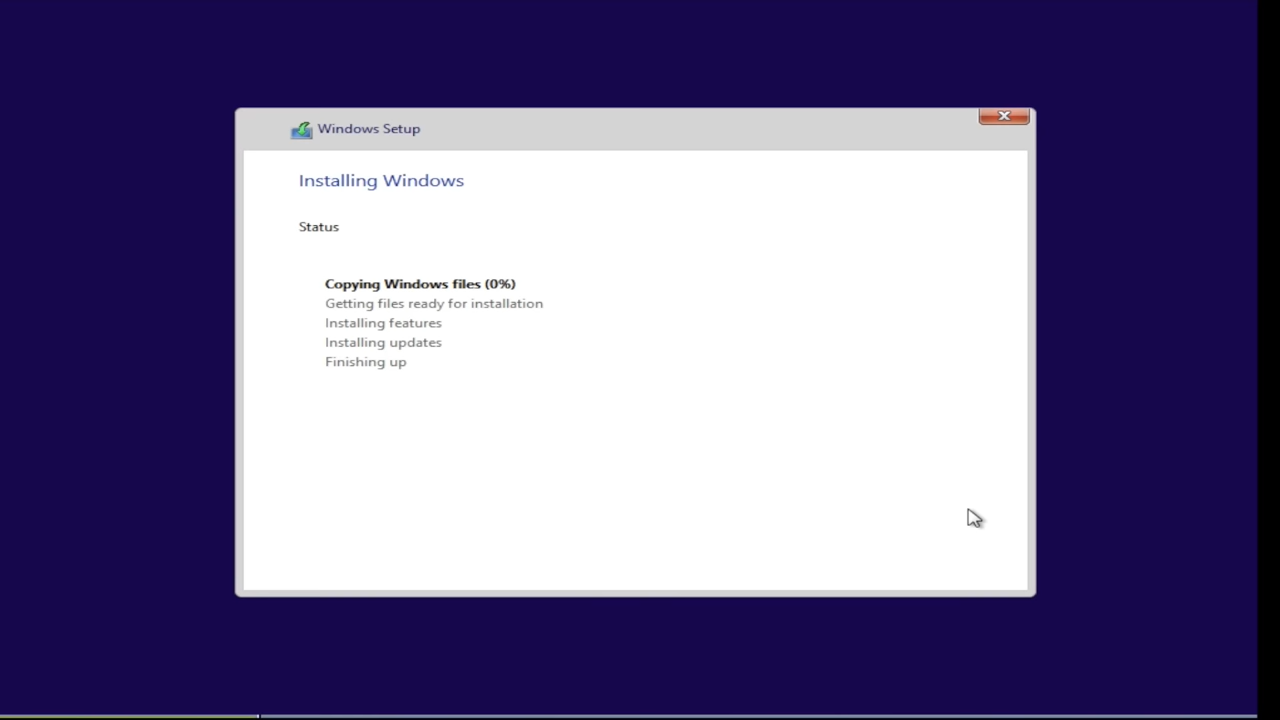 Windows Setup
Installing Windows
Status
Copying Windows files (0%)
Getting files ready for installation
Installing features
Installing updates
Finishing up